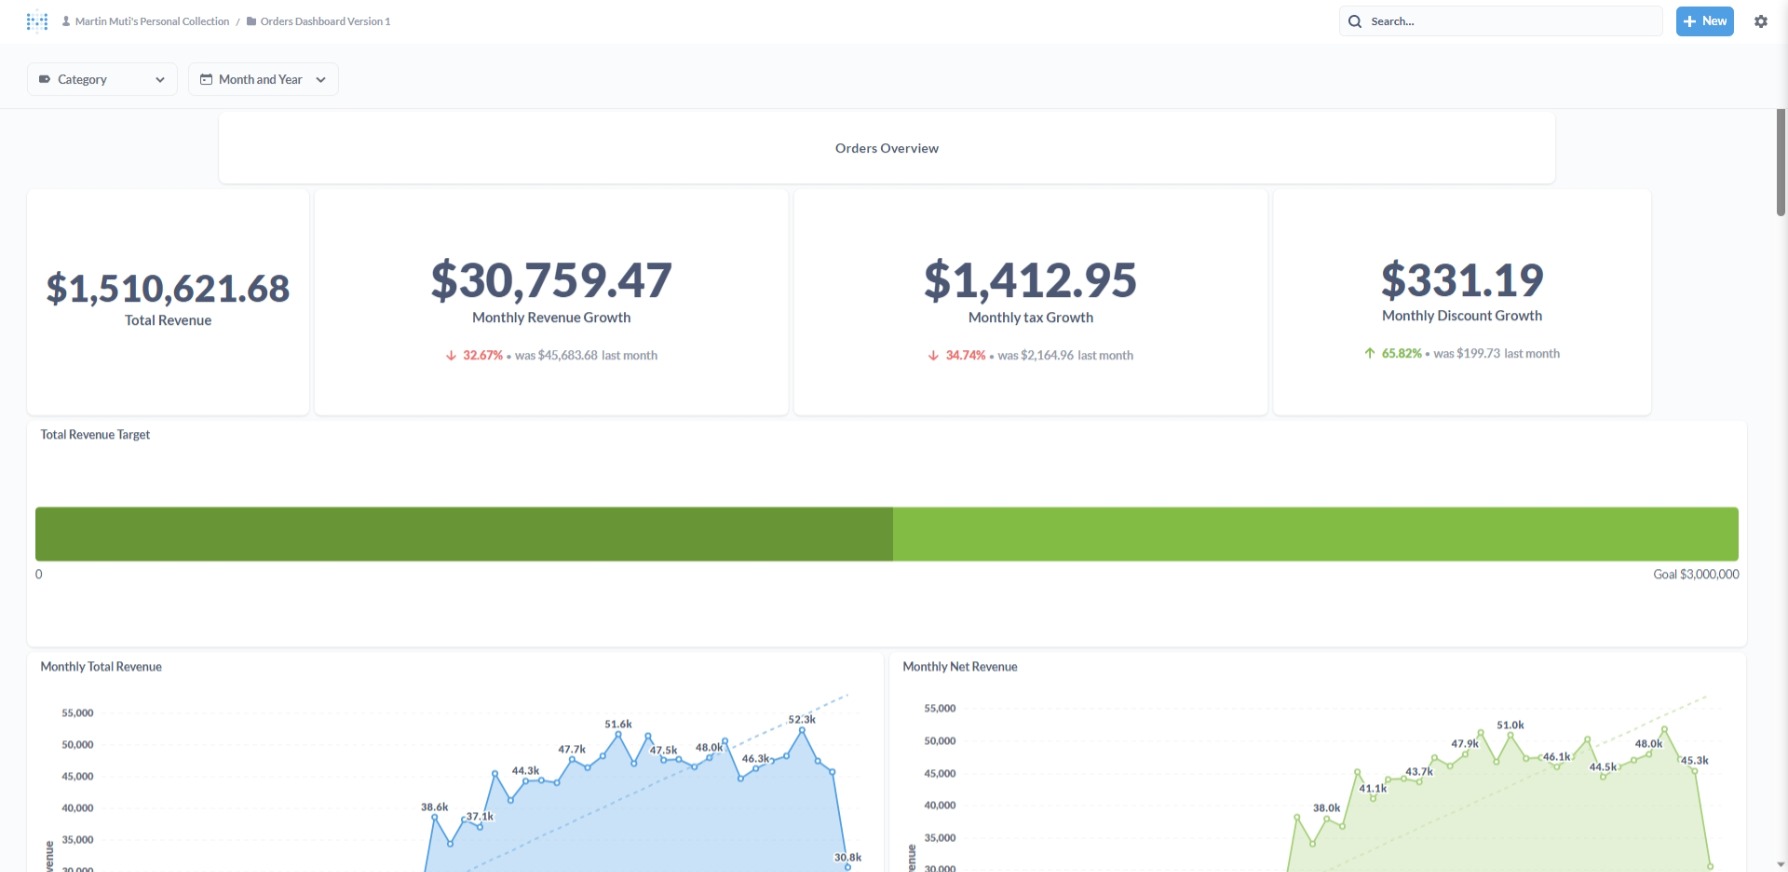 Martin Muti's Personal Collection / Orders Dashboard Version 1
Search...
New
Category
Month and Year
Orders Overview
$1,510,621.68
Total Revenue
$30,759.47
Monthly Revenue Growth
32.67% • was $45,683.68 last month
$1,412.95
Monthly tax Growth
34.74% • was $2,164.96 last month
$331.19
Monthly Discount Growth
65.82% • was $199.73 last month
Total Revenue Target
0
Goal $3,000,000
Monthly Total Revenue
55,000
50,000
45,000
40,000
35,000
30,000
38.6k
37.1k
44.3k
47.7k
51.6k
47.5k
48.0k
46.3k
52.3k
30.8k
Monthly Net Revenue
55,000
50,000
45,000
40,000
35,000
30,000
38.0k
41.1k
43.7k
47.9k
51.0k
46.1k
44.5k
48.0k
45.3k